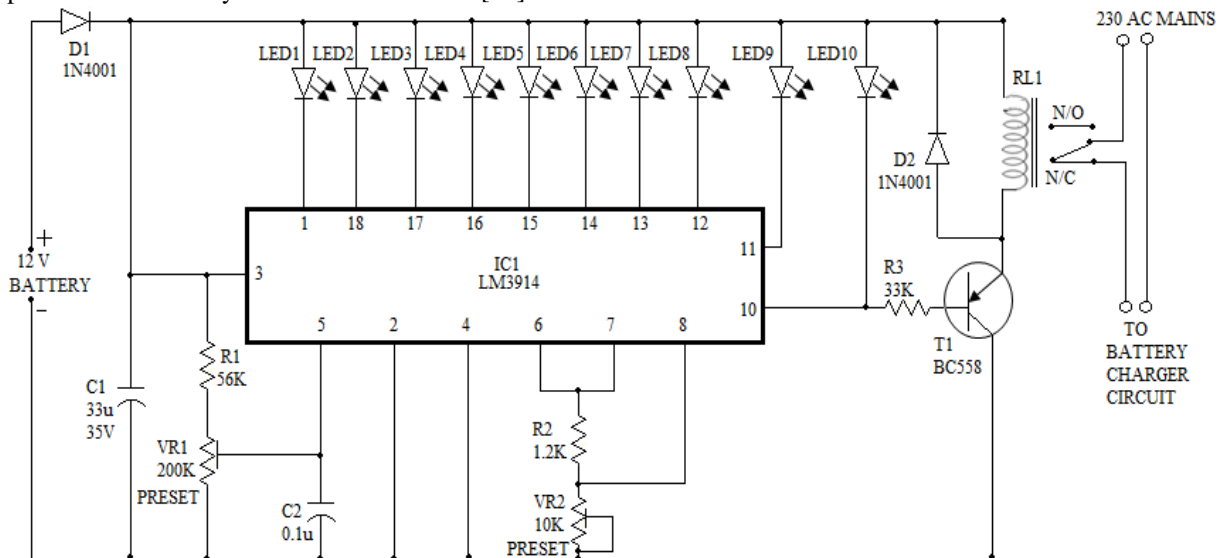 230 AC MAINS
D1
1N4001
LED1
LED2
LED3
LED4
LED5
LED6
LED7
LED8
LED9
LED10
RL1
N/O
N/C
D2
1N4001
1
18
17
16
15
14
13
12
11
10
3
IC1
LM3914
5
2
4
6
7
8
+
12 V
BATTERY
-
R3
33K
T1
BC558
TO
BATTERY
CHARGER
CIRCUIT
R1
56K
C1
33u
35V
VR1
200K
PRESET
C2
0.1u
R2
1.2K
VR2
10K
PRESET